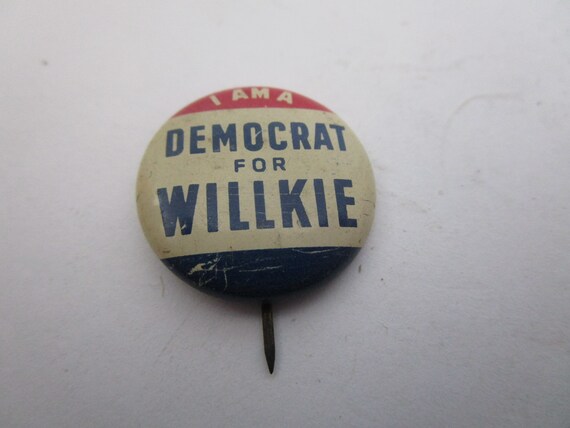 I AM A
DEMOCRAT
FOR
WILLKIE